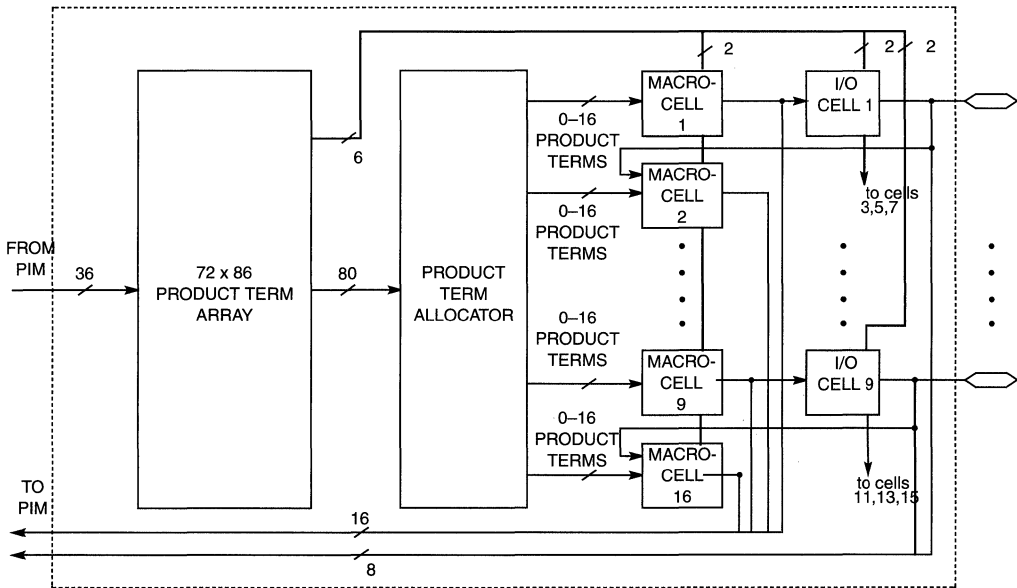 2
2
2
MACRO-
CELL
1
I/O
CELL 1
0–16
PRODUCT
TERMS
6
MACRO-
CELL
2
to cells
3,5,7
0–16
PRODUCT
TERMS
FROM
PIM
36
72 x 86
PRODUCT TERM
ARRAY
80
PRODUCT
TERM
ALLOCATOR
0–16
PRODUCT
TERMS
MACRO-
CELL
9
I/O
CELL 9
0–16
PRODUCT
TERMS
MACRO-
CELL
16
to cells
11,13,15
TO
PIM
16
8